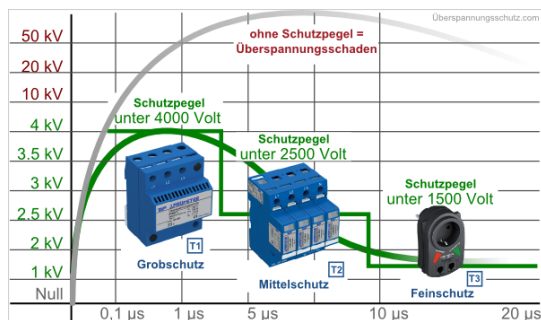 Überspannungsschutz.com
50 kV
ohne Schutzpegel =
Überspannungsschaden
20 kV
10 kV
Schutzpegel
unter 4000 Volt
4 kV
Schutzpegel
unter 2500 Volt
3.5 kV
3 kV
Schutzpegel
unter 1500 Volt
2.5 kV
2 kV
T1
Grobschutz
T2
Mittelschutz
T3
Feinschutz
1 kV
Null
0,1 µs
1 µs
5 µs
10 µs
20 µs